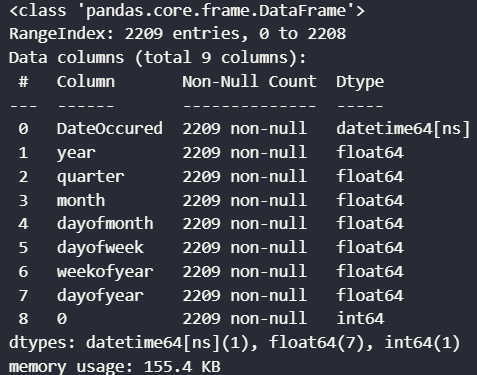 <class 'pandas.core.frame.DataFrame'>
RangeIndex: 2209 entries, 0 to 2208
Data columns (total 9 columns):
 #   Column      Non-Null Count  Dtype
---  ------      --------------  -----
 0   DateOccured  2209 non-null   datetime64[ns]
 1   year        2209 non-null   float64
 2   quarter     2209 non-null   float64
 3   month       2209 non-null   float64
 4   dayofmonth  2209 non-null   float64
 5   dayofweek   2209 non-null   float64
 6   weekofyear  2209 non-null   float64
 7   dayofyear   2209 non-null   float64
 8   0           2209 non-null   int64
dtypes: datetime64[ns](1), float64(7), int64(1)
memory usage: 155.4 KB